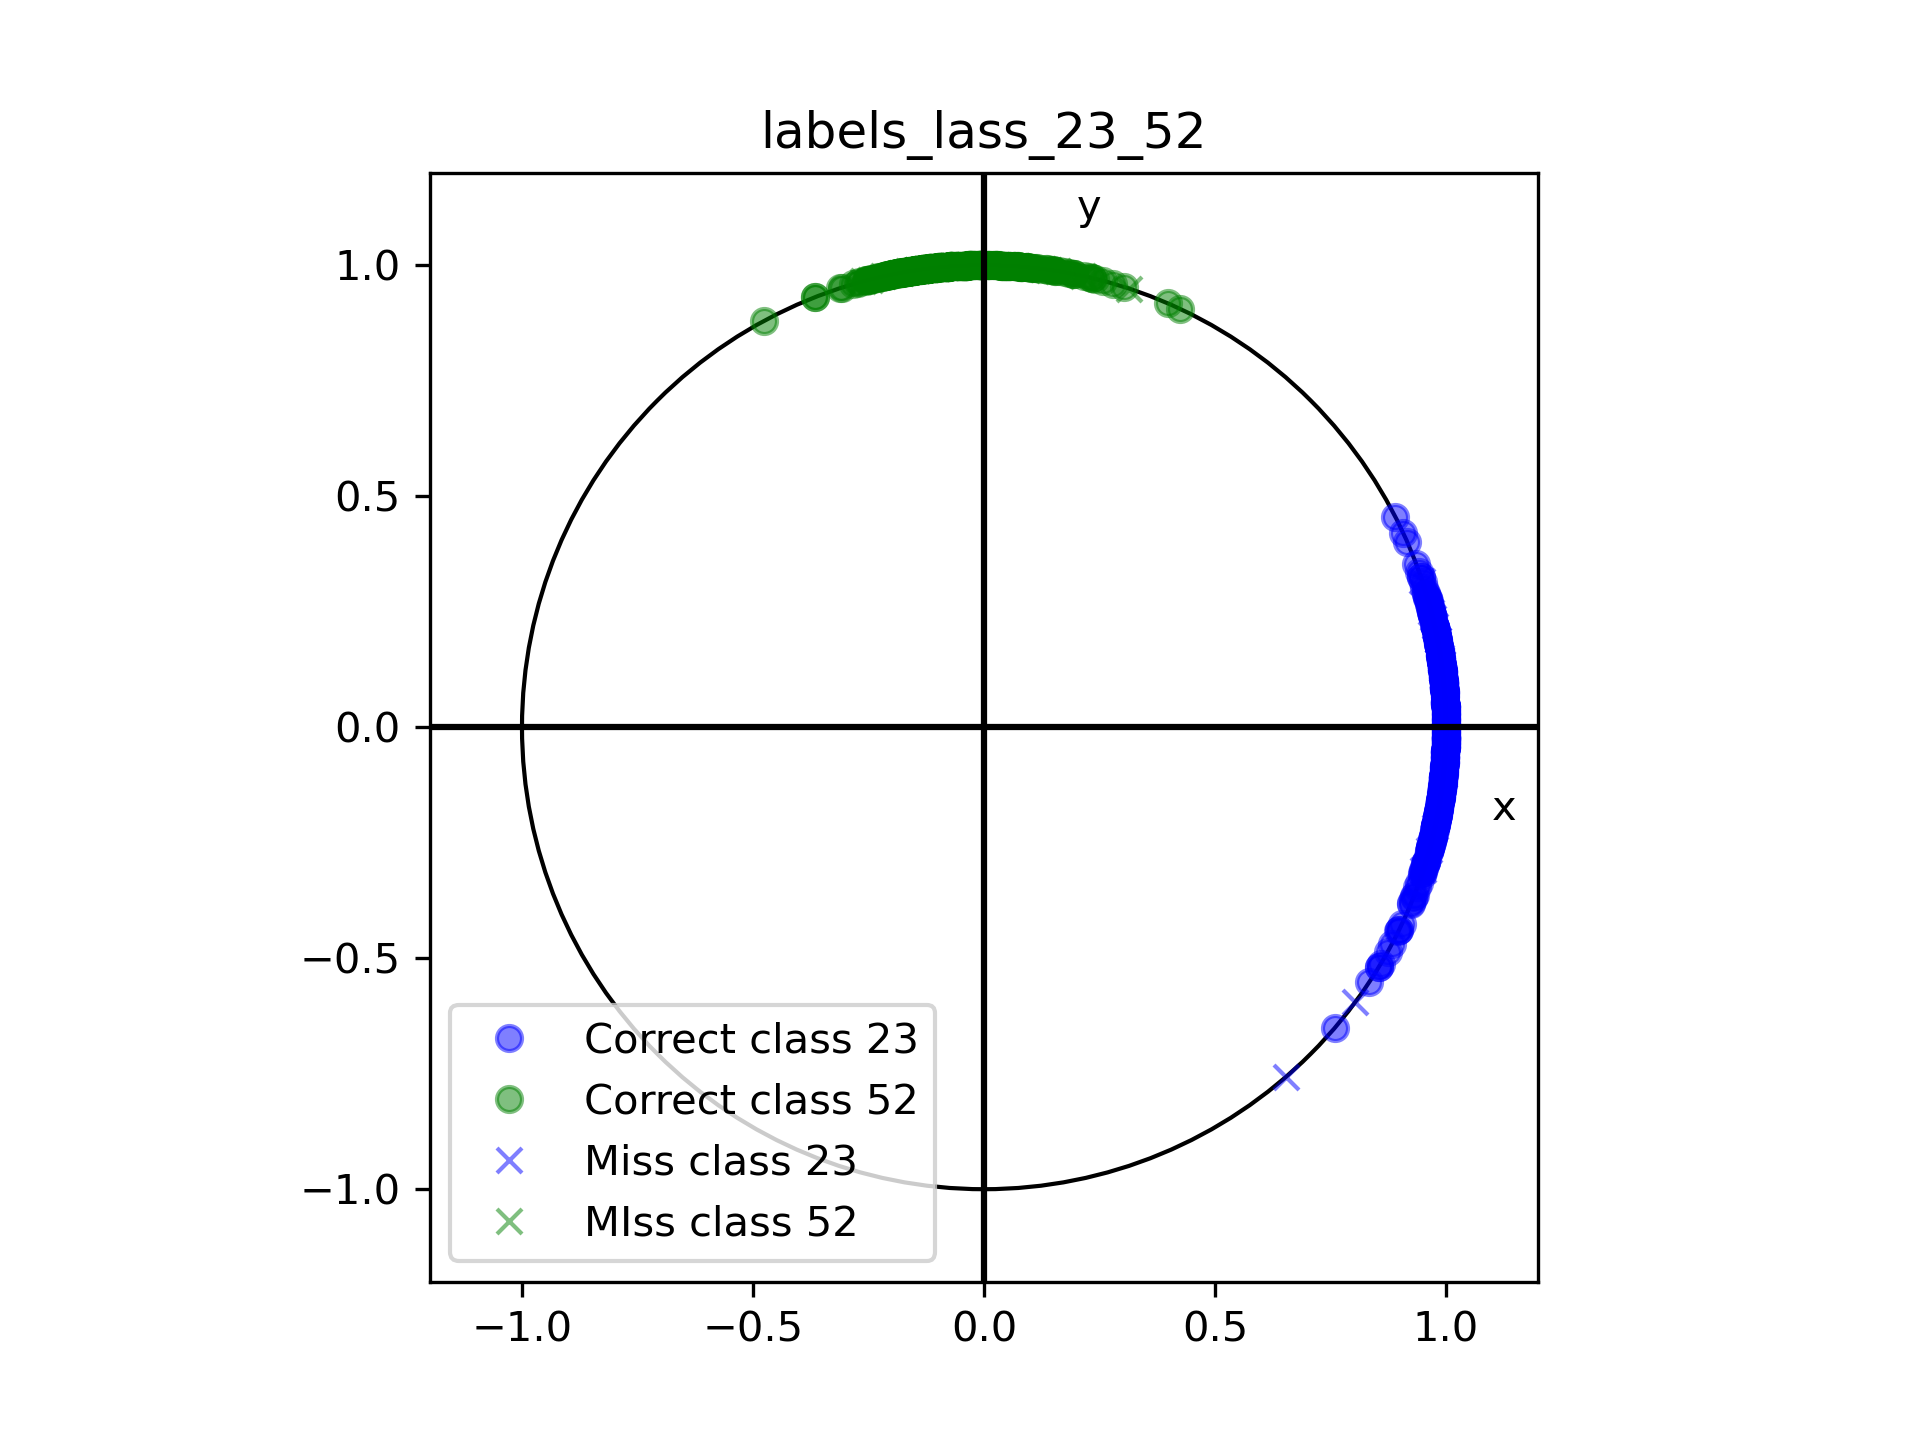 labels_lass_23_52
y
1.0
0.5
0.0
x
−0.5
−1.0
Correct class 23
Correct class 52
Miss class 23
MIss class 52
−1.0 −0.5 0.0 0.5 1.0